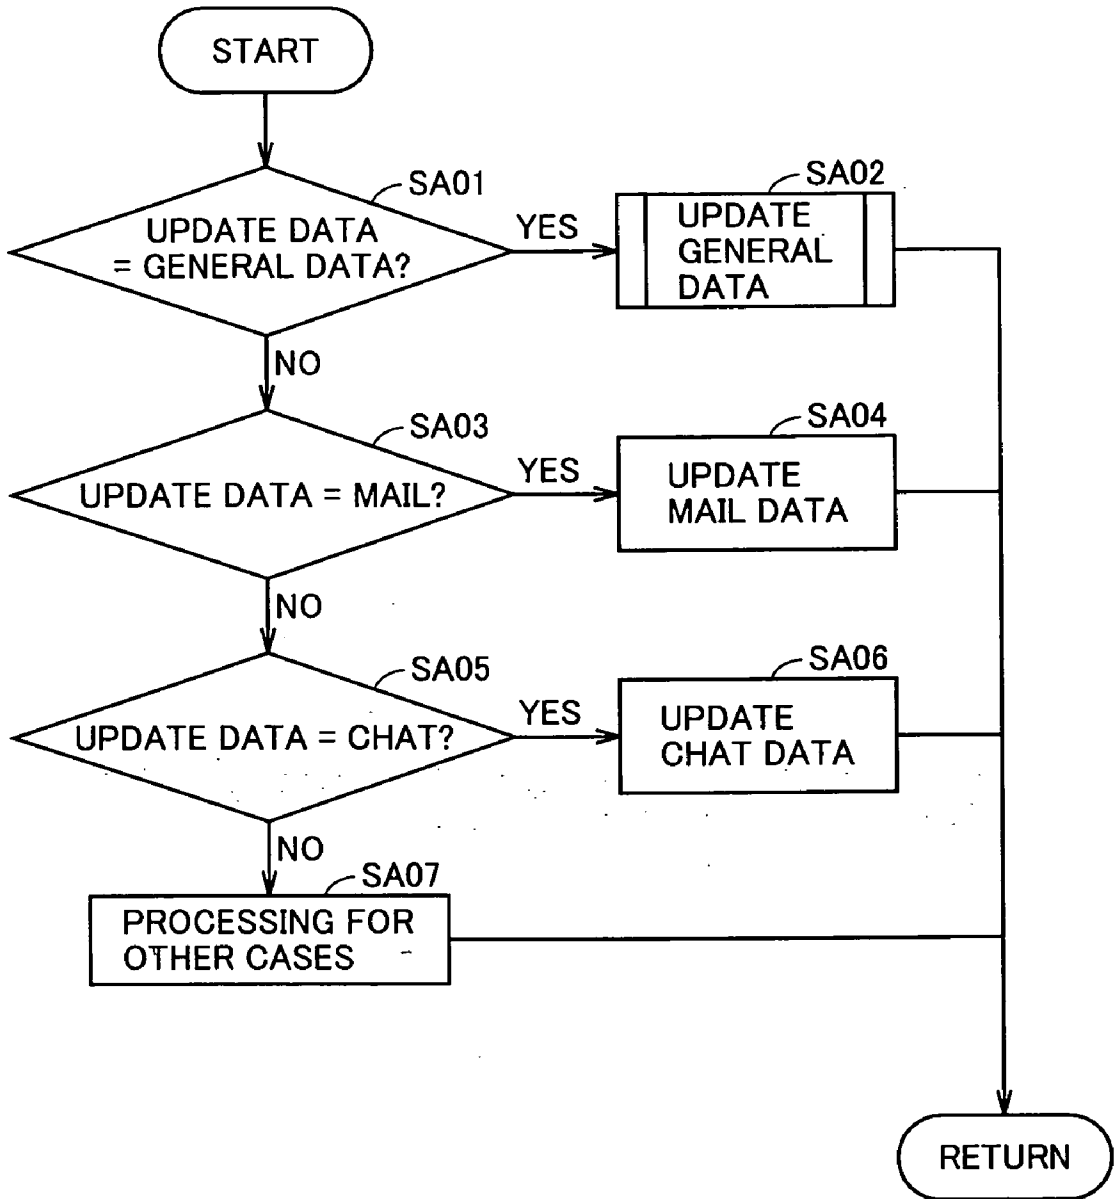 START
SA01
UPDATE DATA
= GENERAL DATA?
YES
SA02
UPDATE
GENERAL
DATA
NO
SA03
UPDATE DATA = MAIL?
YES
SA04
UPDATE
MAIL DATA
NO
SA05
UPDATE DATA = CHAT?
YES
SA06
UPDATE
CHAT DATA
NO
SA07
PROCESSING FOR
OTHER CASES
RETURN